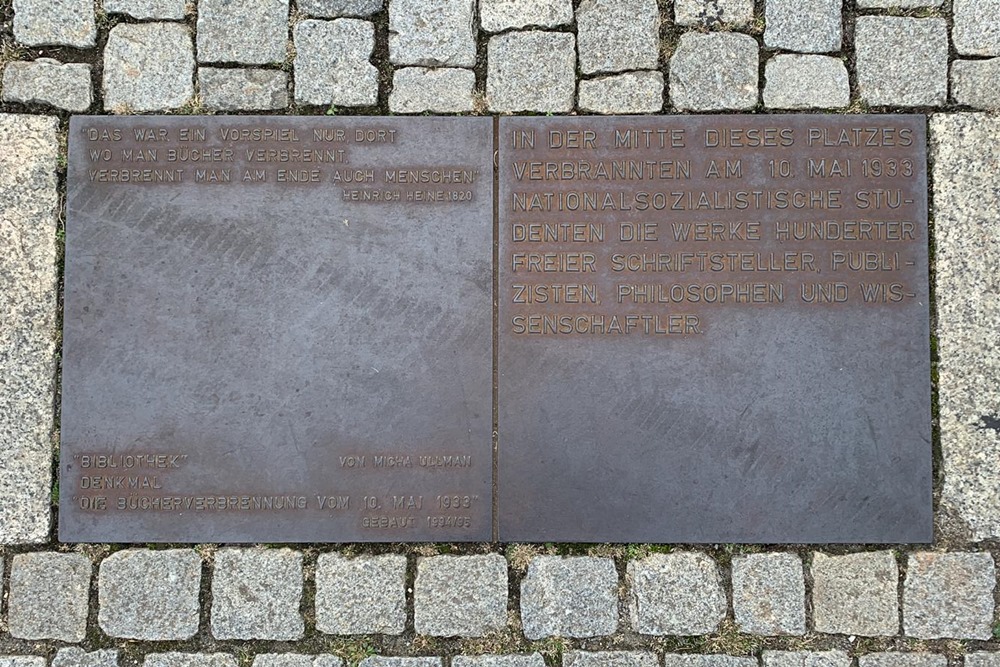 "DAS WAR EIN VORSPIEL NUR DORT
WO MAN BÜCHER VERBRENNT,
VERBRENNT MAN AM ENDE AUCH MENSCHEN"
HEINRICH HEINE 1820
"BIBLIOTHEK"
VON MICHA ULLMAN
DENKMAL
"DIE BÜCHERVERBRENNUNG VOM 10. MAI 1933"
GEBAUT 1994/95
IN DER MITTE DIESES PLATZES
VERBRANNTEN AM 10. MAI 1933
NATIONALSOZIALISTISCHE STU-
DENTEN DIE WERKE HUNDERTER
FREIER SCHRIFTSTELLER, PUBLI-
ZISTEN, PHILOSOPHEN UND WIS-
SENSCHAFTLER.